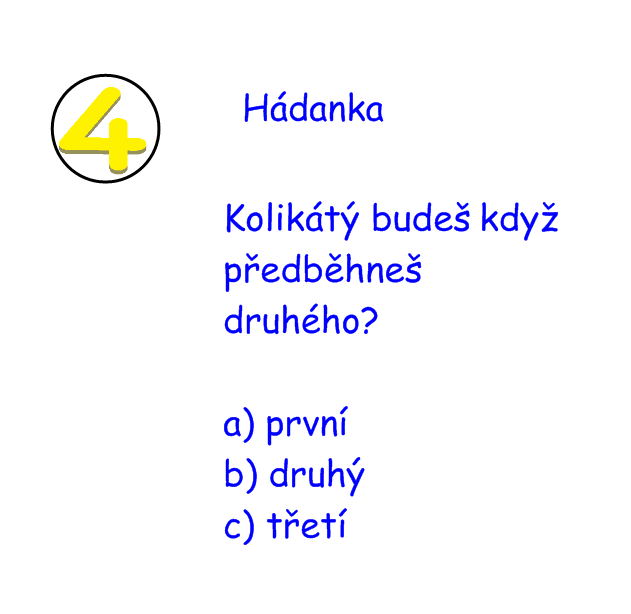 4
Hádanka
Kolikátý budeš když
předběhneš
druhého?
a) první
b) druhý
c) třetí